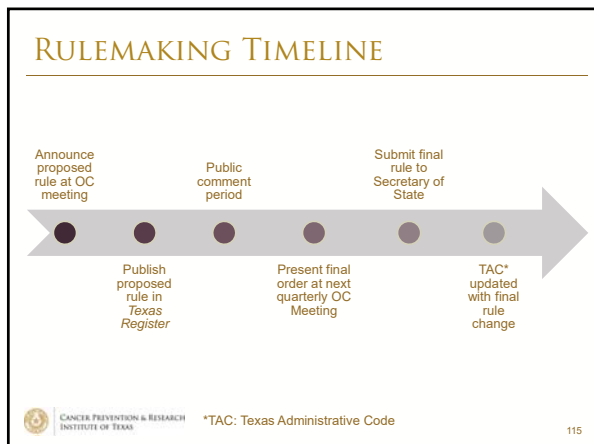 RULEMAKING TIMELINE
Announce
proposed
rule at OC
meeting
Publish
proposed
rule in
Texas
Register
Public
comment
period
Present final
order at next
quarterly OC
Meeting
Submit final
rule to
Secretary of
State
TAC*
updated
with final
rule
change
CANCER PREVENTION & RESEARCH
INSTITUTE OF TEXAS
*TAC: Texas Administrative Code
115